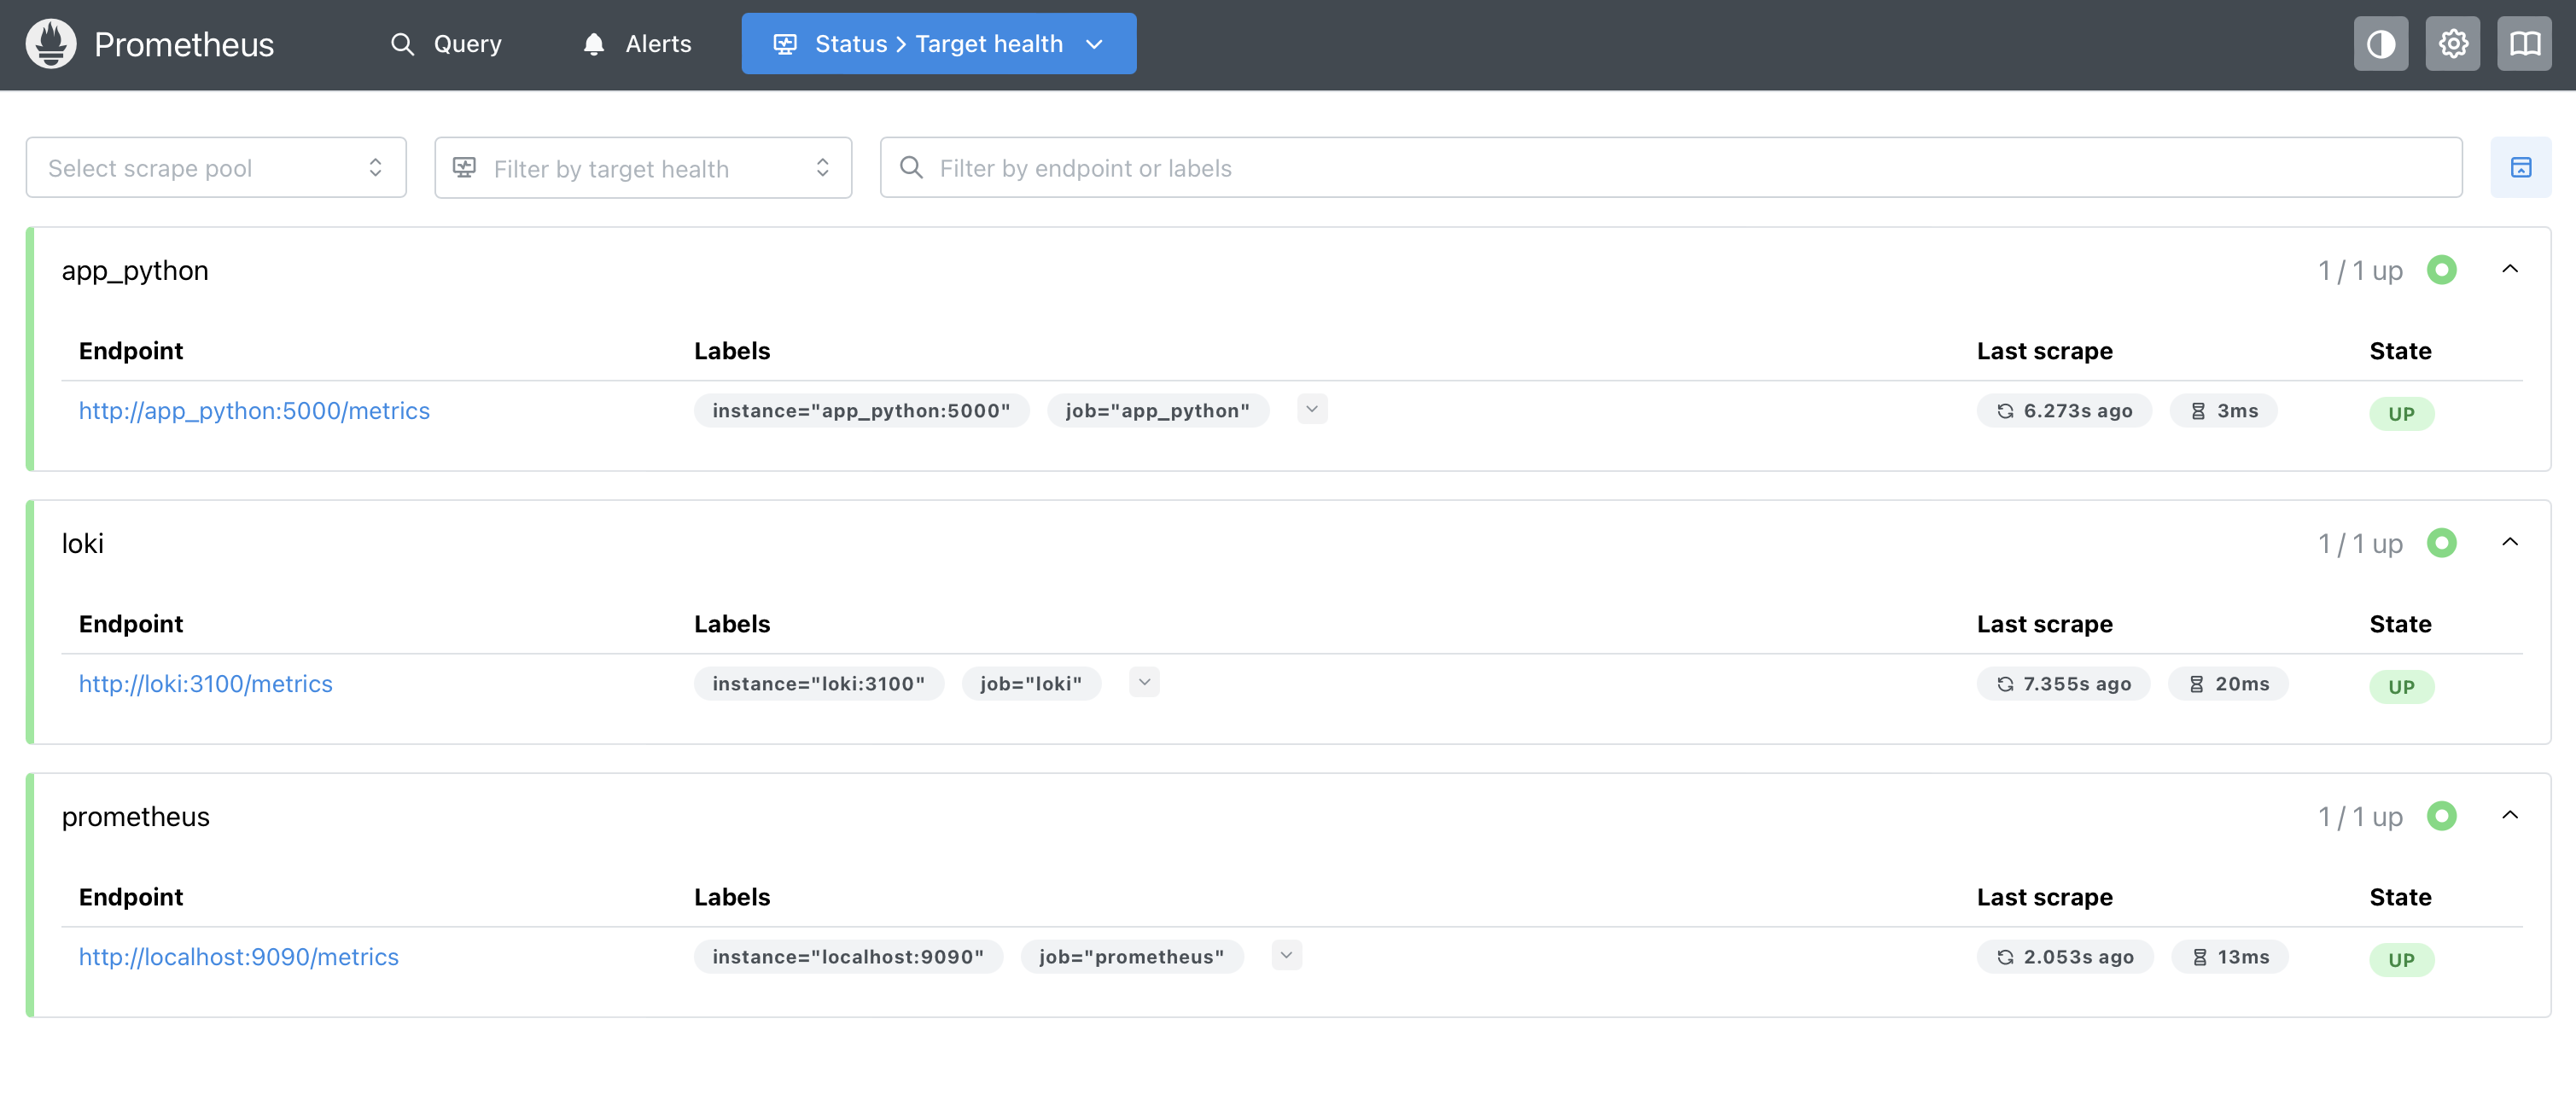 Prometheus Query Alerts Status > Target health
Select scrape pool Filter by target health Filter by endpoint or labels
app_python 1 / 1 up
Endpoint Labels Last scrape State
http://app_python:5000/metrics instance="app_python:5000" job="app_python" 6.273s ago 3ms UP
loki 1 / 1 up
Endpoint Labels Last scrape State
http://loki:3100/metrics instance="loki:3100" job="loki" 7.355s ago 20ms UP
prometheus 1 / 1 up
Endpoint Labels Last scrape State
http://localhost:9090/metrics instance="localhost:9090" job="prometheus" 2.053s ago 13ms UP